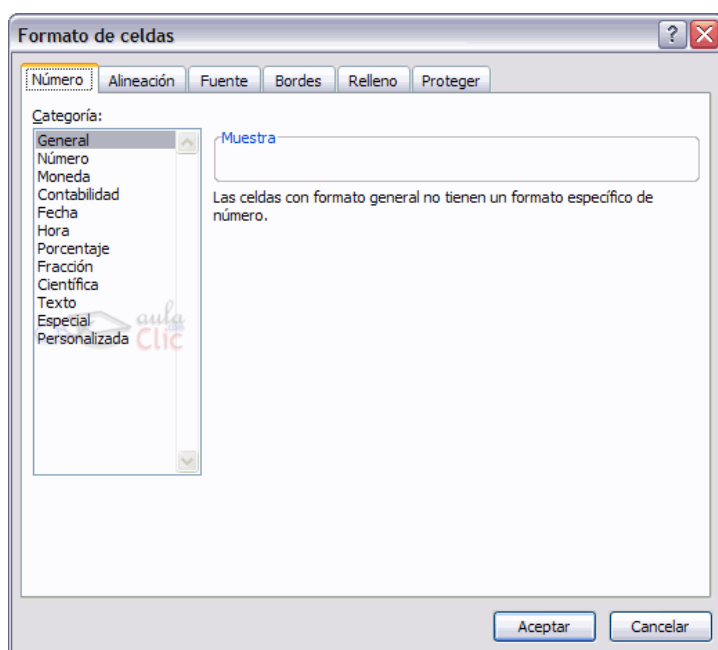 Formato de celdas
?
Número Alineación Fuente Bordes Relleno Proteger
Categoría:
General
Número
Moneda
Contabilidad
Fecha
Hora
Porcentaje
Fracción
Científica
Texto
Especial
Personalizada
aula
Clic
Muestra
Las celdas con formato general no tienen un formato específico de
número.
Aceptar Cancelar